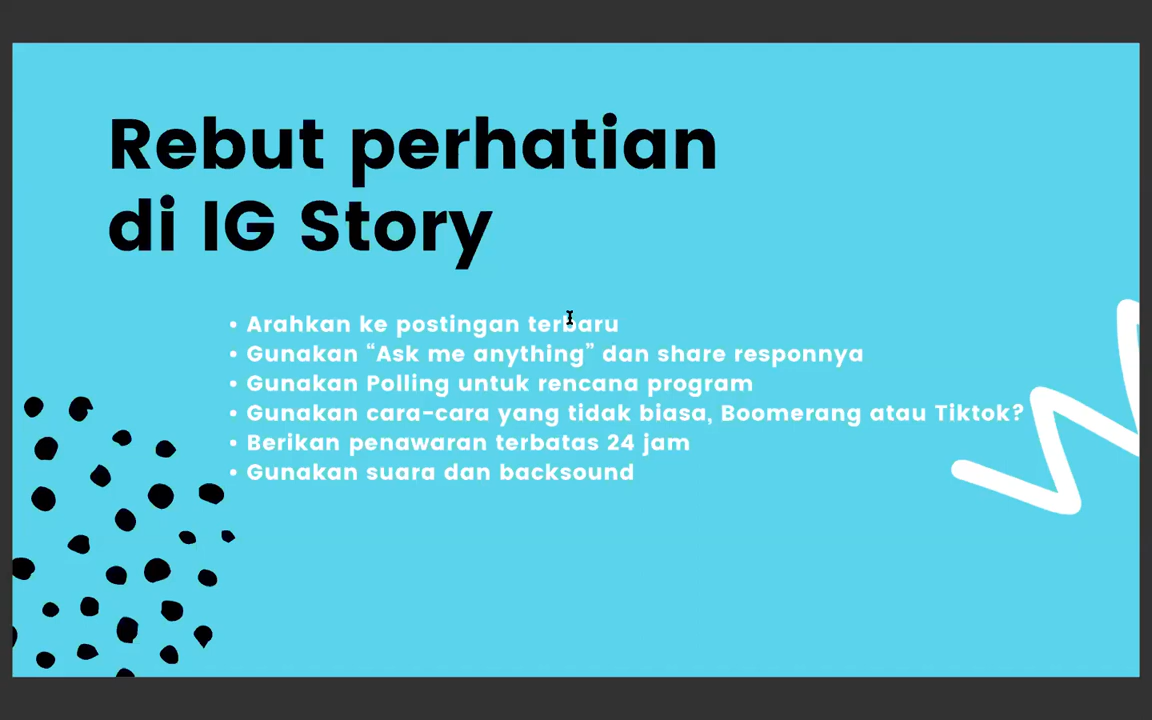 Rebut perhatian
di IG Story
• Arahkan ke postingan terbaru
• Gunakan “Ask me anything” dan share responnya
• Gunakan Polling untuk rencana program
• Gunakan cara-cara yang tidak biasa, Boomerang atau Tiktok?
• Berikan penawaran terbatas 24 jam
• Gunakan suara dan backsound